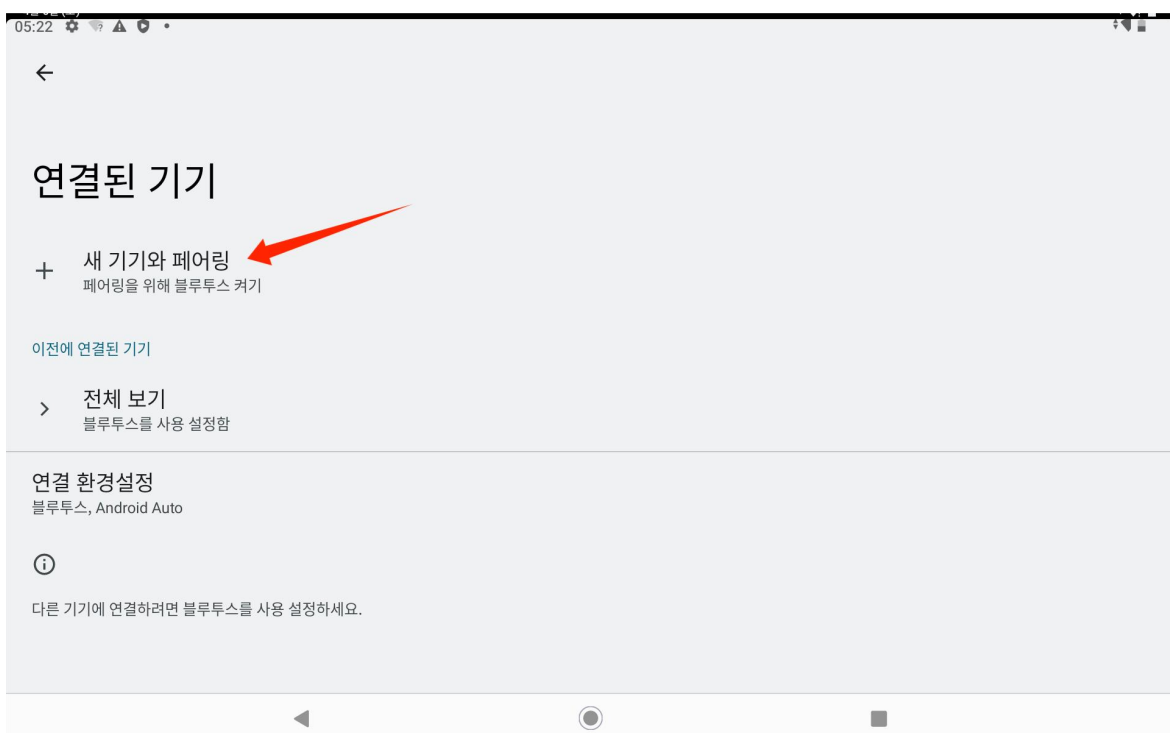 05:22
연결된 기기
새 기기와 페어링
페어링을 위해 블루투스 켜기
이전에 연결된 기기
전체 보기
블루투스를 사용 설정함
연결 환경설정
블루투스, Android Auto
다른 기기에 연결하려면 블루투스를 사용 설정하세요.